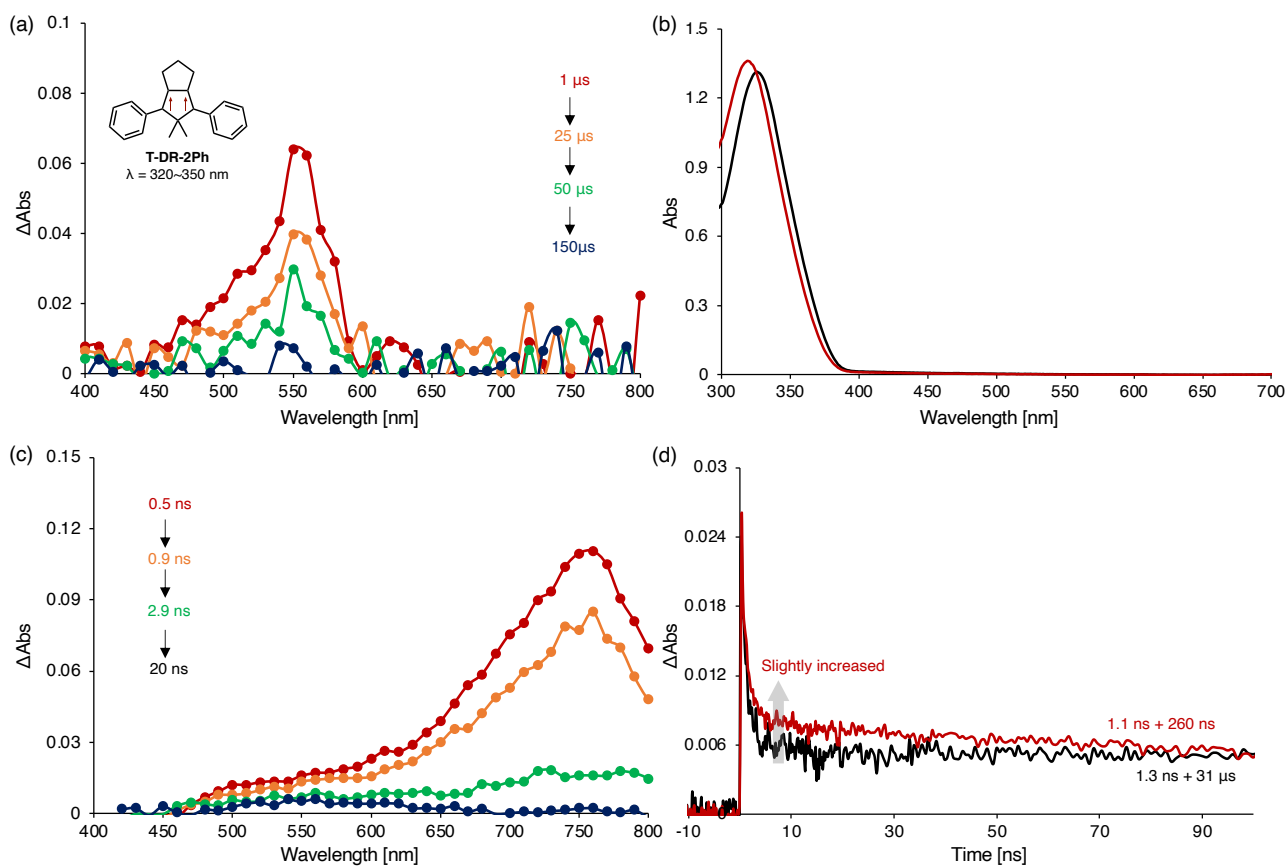 (a)
0.1
0.08
0.06
0.04
0.02
0
ΔAbs
T-DR-2Ph
λ = 320~350 nm
1 μs
25 μs
50 μs
150μs
400 450 500 550 600 650 700 750 800
Wavelength [nm]
(b)
1.5
1.2
0.9
0.6
0.3
0
Abs
300 350 400 450 500 550 600 650 700
Wavelength [nm]
(c)
0.15
0.12
0.09
0.06
0.03
0
ΔAbs
0.5 ns
0.9 ns
2.9 ns
20 ns
400 450 500 550 600 650 700 750 800
Wavelength [nm]
(d)
0.03
0.024
0.018
0.012
0.006
0
ΔAbs
Slightly increased
1.1 ns + 260 ns
1.3 ns + 31 μs
-10 10 30 50 70 90
Time [ns]